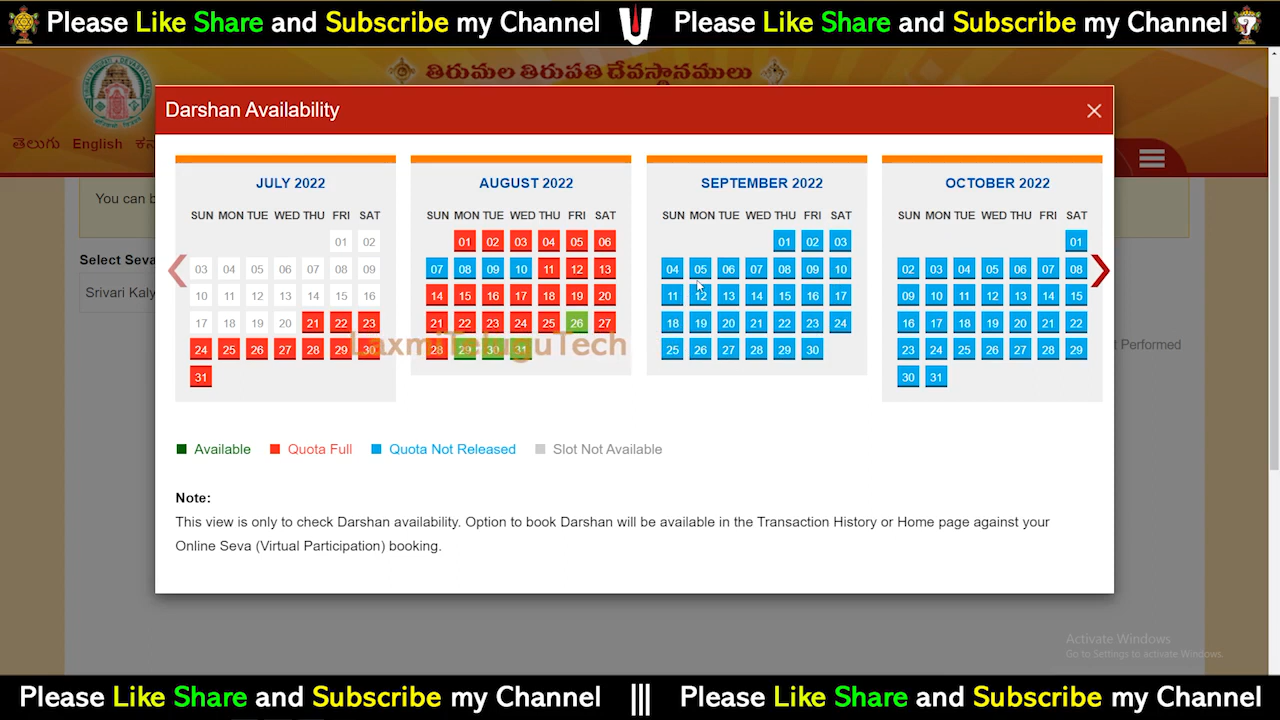 Please Like Share and Subscribe my Channel Please Like Share and Subscribe my Channel
తిరుమల తిరుపతి దేవస్థానములు
Darshan Availability
తెలుగు English
You can b
Select Seva
Srivari Kaly
t Performed
JULY 2022
SUN MON TUE WED THU FRI SAT
01 02
03 04 05 06 07 08 09
10 11 12 13 14 15 16
17 18 19 20 21 22 23
24 25 26 27 28 29 30
31
AUGUST 2022
SUN MON TUE WED THU FRI SAT
01 02 03 04 05 06
07 08 09 10 11 12 13
14 15 16 17 18 19 20
21 22 23 24 25 26 27
28 29 30 31
SEPTEMBER 2022
SUN MON TUE WED THU FRI SAT
01 02 03
04 05 06 07 08 09 10
11 12 13 14 15 16 17
18 19 20 21 22 23 24
25 26 27 28 29 30
OCTOBER 2022
SUN MON TUE WED THU FRI SAT
01
02 03 04 05 06 07 08
09 10 11 12 13 14 15
16 17 18 19 20 21 22
23 24 25 26 27 28 29
30 31
LaxmiTeluguTech
Available Quota Full Quota Not Released Slot Not Available
Note:
This view is only to check Darshan availability. Option to book Darshan will be available in the Transaction History or Home page against your
Online Seva (Virtual Participation) booking.
Activate Windows
Go to Settings to activate Windows.
Please Like Share and Subscribe my Channel ||| Please Like Share and Subscribe my Channel